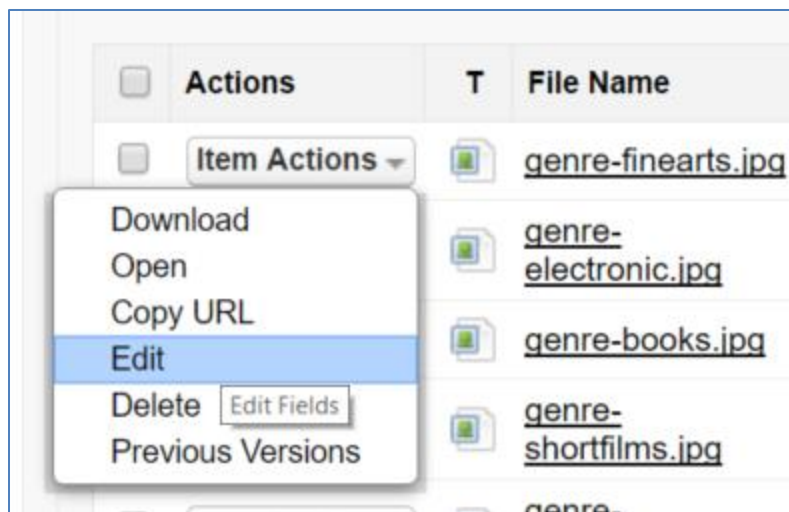 Actions T File Name
Item Actions genre-finearts.jpg
Download
Open
Copy URL
Edit
Delete
Edit Fields
Previous Versions
genre-
electronic.jpg
genre-books.jpg
genre-
shortfilms.jpg
genre-